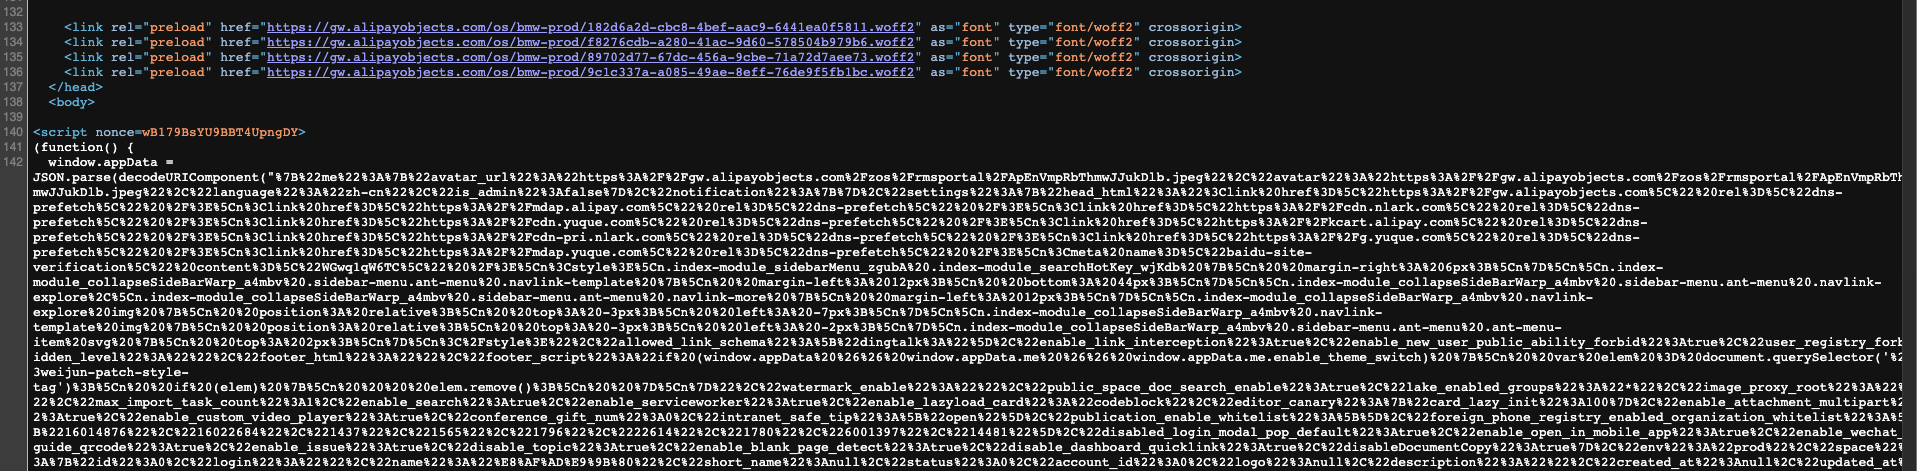 132
133 <link rel="preload" href="https://gw.alipayobjects.com/os/bmw-prod/182d6a2d-cbc8-4bef-aac9-6441ea0f5811.woff2" as="font" type="font/woff2" crossorigin>
134 <link rel="preload" href="https://gw.alipayobjects.com/os/bmw-prod/f8276cdb-a280-41ac-9d60-578504b979b6.woff2" as="font" type="font/woff2" crossorigin>
135 <link rel="preload" href="https://gw.alipayobjects.com/os/bmw-prod/89702d77-67dc-456a-9cbe-71a72d7aee73.woff2" as="font" type="font/woff2" crossorigin>
136 <link rel="preload" href="https://gw.alipayobjects.com/os/bmw-prod/9c1c337a-a085-49ae-8eff-76de9f5fb1bc.woff2" as="font" type="font/woff2" crossorigin>
137 </head>
138 <body>
139
140 <script nonce=wB179BsYU9BBT4UpngDY>
141 (function() {
142 window.appData =
JSON.parse(decodeURIComponent("%7B%22me%22%3A%7B%22avatar_url%22%3A%22https%3A%2F%2Fgw.alipayobjects.com%2Fzos%2Frmsportal%2FApEnVmpRbThmwJJukDlb.jpeg%22%2C%22avatar%22%3A%22https%3A%2F%2Fgw.alipayobjects.com%2Fzos%2Frmsportal%2FApEnVmpRbTh
mwJJukDlb.jpeg%22%2C%22language%22%3A%22zh-cn%22%2C%22is_admin%22%3Afalse%7D%2C%22notification%22%3A%7B%7D%2C%22settings%22%3A%7B%22head_html%22%3A%22%3Clink%20href%3D%5C%22https%3A%2F%2Fgw.alipayobjects.com%5C%22%20rel%3D%5C%22dns-
prefetch%5C%22%20%2F%3E%5Cn%3Clink%20href%3D%5C%22https%3A%2F%2Fmdap.alipay.com%5C%22%20rel%3D%5C%22dns-prefetch%5C%22%20%2F%3E%5Cn%3Clink%20href%3D%5C%22https%3A%2F%2Fcdn.nlark.com%5C%22%20rel%3D%5C%22dns-
prefetch%5C%22%20%2F%3E%5Cn%3Clink%20href%3D%5C%22https%3A%2F%2Fcdn.yuque.com%5C%22%20rel%3D%5C%22dns-prefetch%5C%22%20%2F%3E%5Cn%3Clink%20href%3D%5C%22https%3A%2F%2Fkcart.alipay.com%5C%22%20rel%3D%5C%22dns-
prefetch%5C%22%20%2F%3E%5Cn%3Clink%20href%3D%5C%22https%3A%2F%2Fcdn-pri.nlark.com%5C%22%20rel%3D%5C%22dns-prefetch%5C%22%20%2F%3E%5Cn%3Clink%20href%3D%5C%22https%3A%2F%2Fg.yuque.com%5C%22%20rel%3D%5C%22dns-
prefetch%5C%22%20%2F%3E%5Cn%3Clink%20href%3D%5C%22https%3A%2F%2Fmdap.yuque.com%5C%22%20rel%3D%5C%22dns-prefetch%5C%22%20%2F%3E%5Cn%3Cmeta%20name%3D%5C%22baidu-site-
verification%5C%22%20content%3D%5C%22WGwq1qW6TC%5C%22%20%2F%3E%5Cn%3Cstyle%3E%5Cn.index-module_sidebarMenu_zgubA%20.index-module_searchHotKey_wjKdb%20%7B%5Cn%20%20margin-right%3A%206px%3B%5Cn%7D%5Cn%5Cn.index-
module_collapseSideBarWarp_a4mbv%20.sidebar-menu.ant-menu%20.navlink-template%20%7B%5Cn%20%20margin-left%3A%2012px%3B%5Cn%20%20bottom%3A%2044px%3B%5Cn%7D%5Cn%5Cn.index-module_collapseSideBarWarp_a4mbv%20.sidebar-menu.ant-menu%20.navlink-
explore%2C%5Cn.index-module_collapseSideBarWarp_a4mbv%20.sidebar-menu.ant-menu%20.navlink-more%20%7B%5Cn%20%20margin-left%3A%2012px%3B%5Cn%7D%5Cn%5Cn.index-module_collapseSideBarWarp_a4mbv%20.navlink-
explore%20img%20%7B%5Cn%20%20position%3A%20relative%3B%5Cn%20%20top%3A%20-3px%3B%5Cn%20%20left%3A%20-7px%3B%5Cn%7D%5Cn%5Cn.index-module_collapseSideBarWarp_a4mbv%20.navlink-
template%20img%20%7B%5Cn%20%20position%3A%20relative%3B%5Cn%20%20top%3A%20-3px%3B%5Cn%20%20left%3A%20-2px%3B%5Cn%7D%5Cn.index-module_collapseSideBarWarp_a4mbv%20.sidebar-menu.ant-menu%20.ant-menu-
item%20svg%20%7B%5Cn%20%20top%3A%202px%3B%5Cn%7D%5Cn%3C%2Fstyle%3E%22%2C%22allowed_link_schema%22%3A%5B%22dingtalk%3A%22%5D%2C%22enable_link_interception%22%3Atrue%2C%22enable_new_user_public_ability_forbid%22%3Atrue%2C%22user_registry_forb
idden_level%22%3A%22%22%2C%22footer_html%22%3A%22%22%2C%22footer_script%22%3A%22if%20(window.appData%20%26%26%20window.appData.me%20%26%26%20window.appData.me.enable_theme_switch)%20%7B%5Cn%20%20var%20elem%20%3D%20document.querySelector('%2
3weijun-patch-style-
tag')%3B%5Cn%20%20if%20(elem)%20%7B%5Cn%20%20%20%20elem.remove()%3B%5Cn%20%20%7D%5Cn%7D%22%2C%22watermark_enable%22%3A%22%22%2C%22public_space_doc_search_enable%22%3Atrue%2C%22lake_enabled_groups%22%3A%22*%22%2C%22image_proxy_root%22%3A%22%
22%2C%22max_import_task_count%22%3A1%2C%22enable_search%22%3Atrue%2C%22enable_serviceworker%22%3Atrue%2C%22enable_lazyload_card%22%3A%22codeblock%22%2C%22editor_canary%22%3A%7B%22card_lazy_init%22%3A100%7D%2C%22enable_attachment_multipart%2
2%3Atrue%2C%22enable_custom_video_player%22%3Atrue%2C%22conference_gift_num%22%3A0%2C%22intranet_safe_tip%22%3A%5B%22open%22%5D%2C%22publication_enable_whitelist%22%3A%5B%5D%2C%22foreign_phone_registry_enabled_organization_whitelist%22%3A%5
B%2216014876%22%2C%2216022684%22%2C%221437%22%2C%221565%22%2C%221796%22%2C%222614%22%2C%221780%22%2C%226001397%22%2C%2214481%22%5D%2C%22disabled_login_modal_pop_default%22%3Atrue%2C%22enable_open_in_mobile_app%22%3Atrue%2C%22enable_wechat_
guide_qrcode%22%3Atrue%2C%22enable_issue%22%3Atrue%2C%22disable_topic%22%3Atrue%2C%22enable_blank_page_detect%22%3Atrue%2C%22disable_dashboard_quicklink%22%3Atrue%2C%22disableDocumentCopy%22%3Atrue%7D%2C%22env%22%3A%22prod%22%2C%22space%22%
3A%7B%22id%22%3A0%2C%22login%22%3A%22%22%2C%22name%22%3A%22%E8%AF%AD%E9%9B%80%22%2C%22short_name%22%3Anull%2C%22status%22%3A0%2C%22account_id%22%3A0%2C%22logo%22%3Anull%2C%22description%22%3A%22%22%2C%22created_at%22%3Anull%2C%22updated_at%